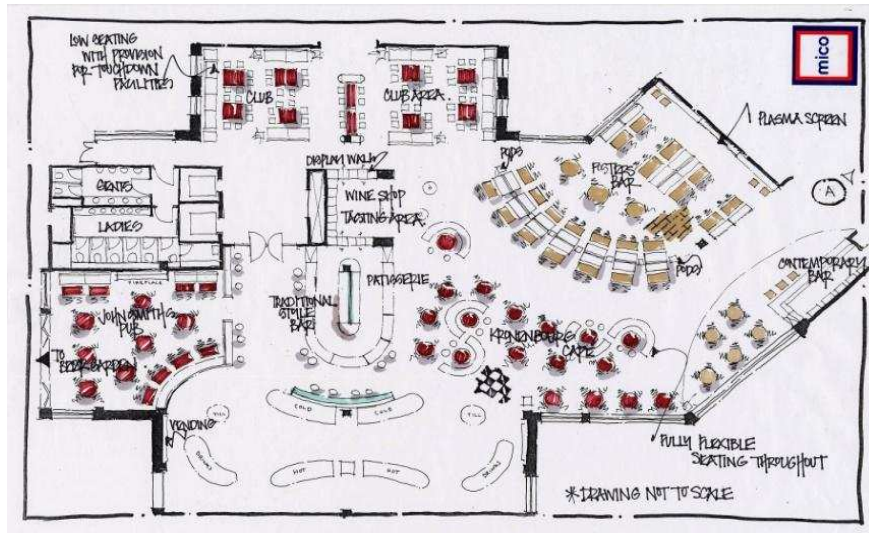 LOW SEATING
WITH PROVISION
FOR TOUCHDOWN
FACILITIES
CLUB
CLUB AREA
mico
PLASMA SCREEN
DISPLAY WALL
PODS
FOSTERS
BAR
A
GENTS
LADIES
WINE SHOP
TASTING AREA
PODS
CONTEMPORARY
BAR
FIREPLACE
JOHN SMITH'S
PUB
TRADITIONAL
STYLE
BAR
PATISSERIE
KRONENBOURG
CAFE
TO
BEER GARDEN
VENDING
TILL
COLD
COLD
TILL
DRINKS
HOT
HOT
DRINKS
FULLY FLEXIBLE
SEATING THROUGHOUT
*DRAWING NOT TO SCALE